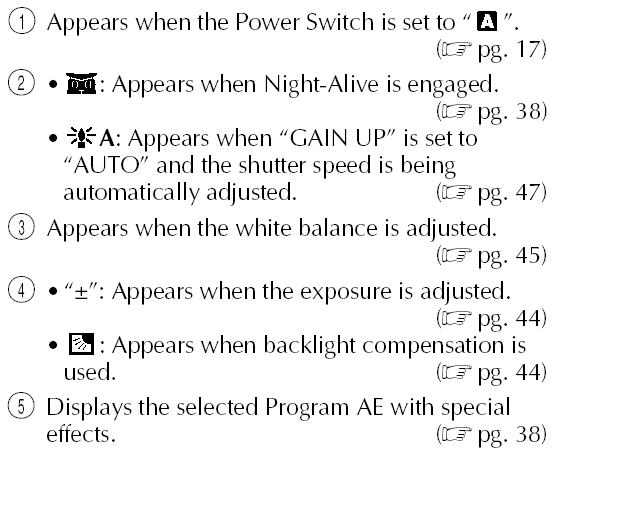 ① Appears when the Power Switch is set to “ A ”.
(☞ pg. 17)
② • : Appears when Night-Alive is engaged.
(☞ pg. 38)
• A: Appears when “GAIN UP” is set to
“AUTO” and the shutter speed is being
automatically adjusted. (☞ pg. 47)
③ Appears when the white balance is adjusted.
(☞ pg. 45)
④ • “±”: Appears when the exposure is adjusted.
(☞ pg. 44)
• : Appears when backlight compensation is
used. (☞ pg. 44)
⑤ Displays the selected Program AE with special
effects. (☞ pg. 38)